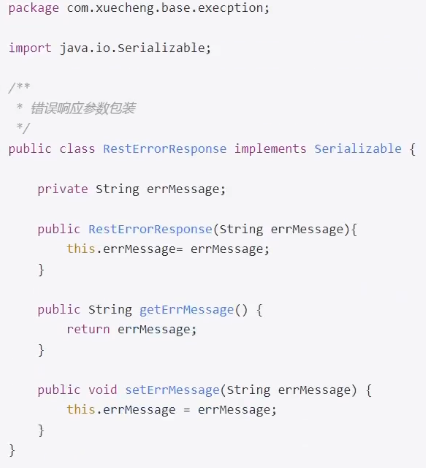 package com.xuecheng.base.execption;
import java.io.Serializable;
/**
 * 错误响应参数包装
 */
public class RestErrorResponse implements Serializable {
    private String errMessage;
    public RestErrorResponse(String errMessage){
        this.errMessage= errMessage;
    }
    public String getErrMessage() {
        return errMessage;
    }
    public void setErrMessage(String errMessage) {
        this.errMessage = errMessage;
    }
}